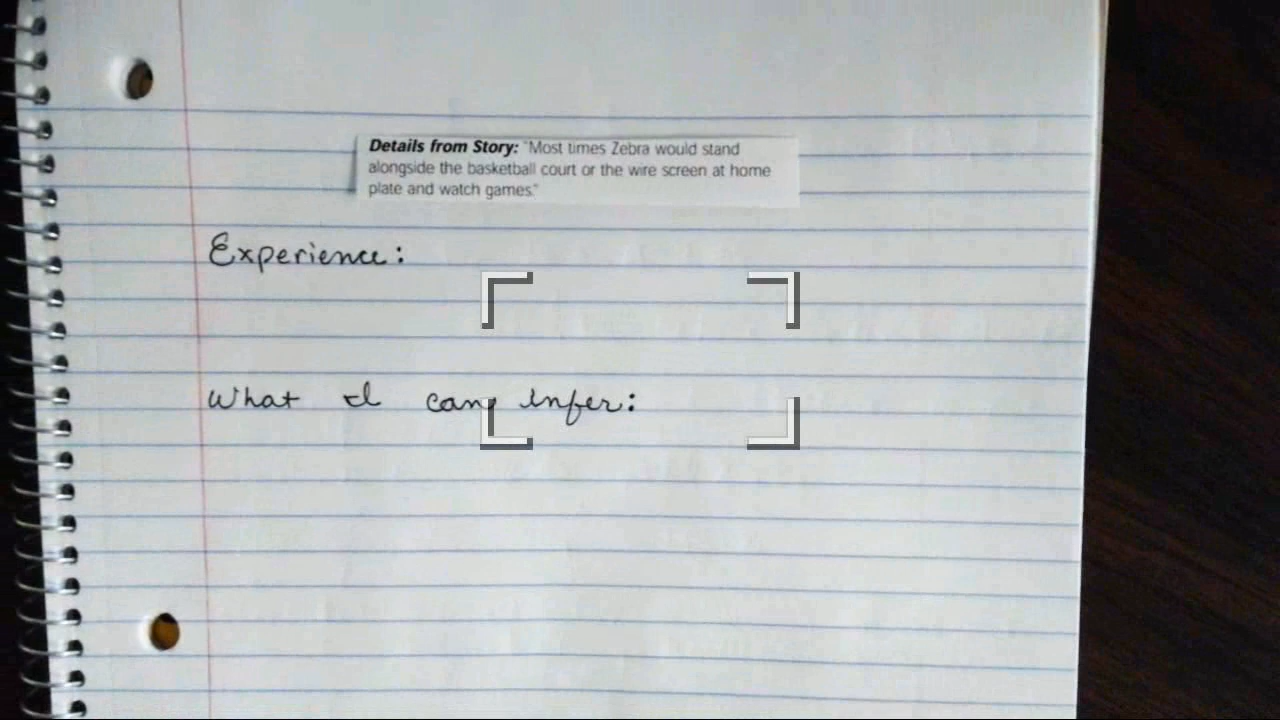 Details from Story: "Most times Zebra would stand
alongside the basketball court or the wire screen at home
plate and watch games."
Experience:
What I can infer: